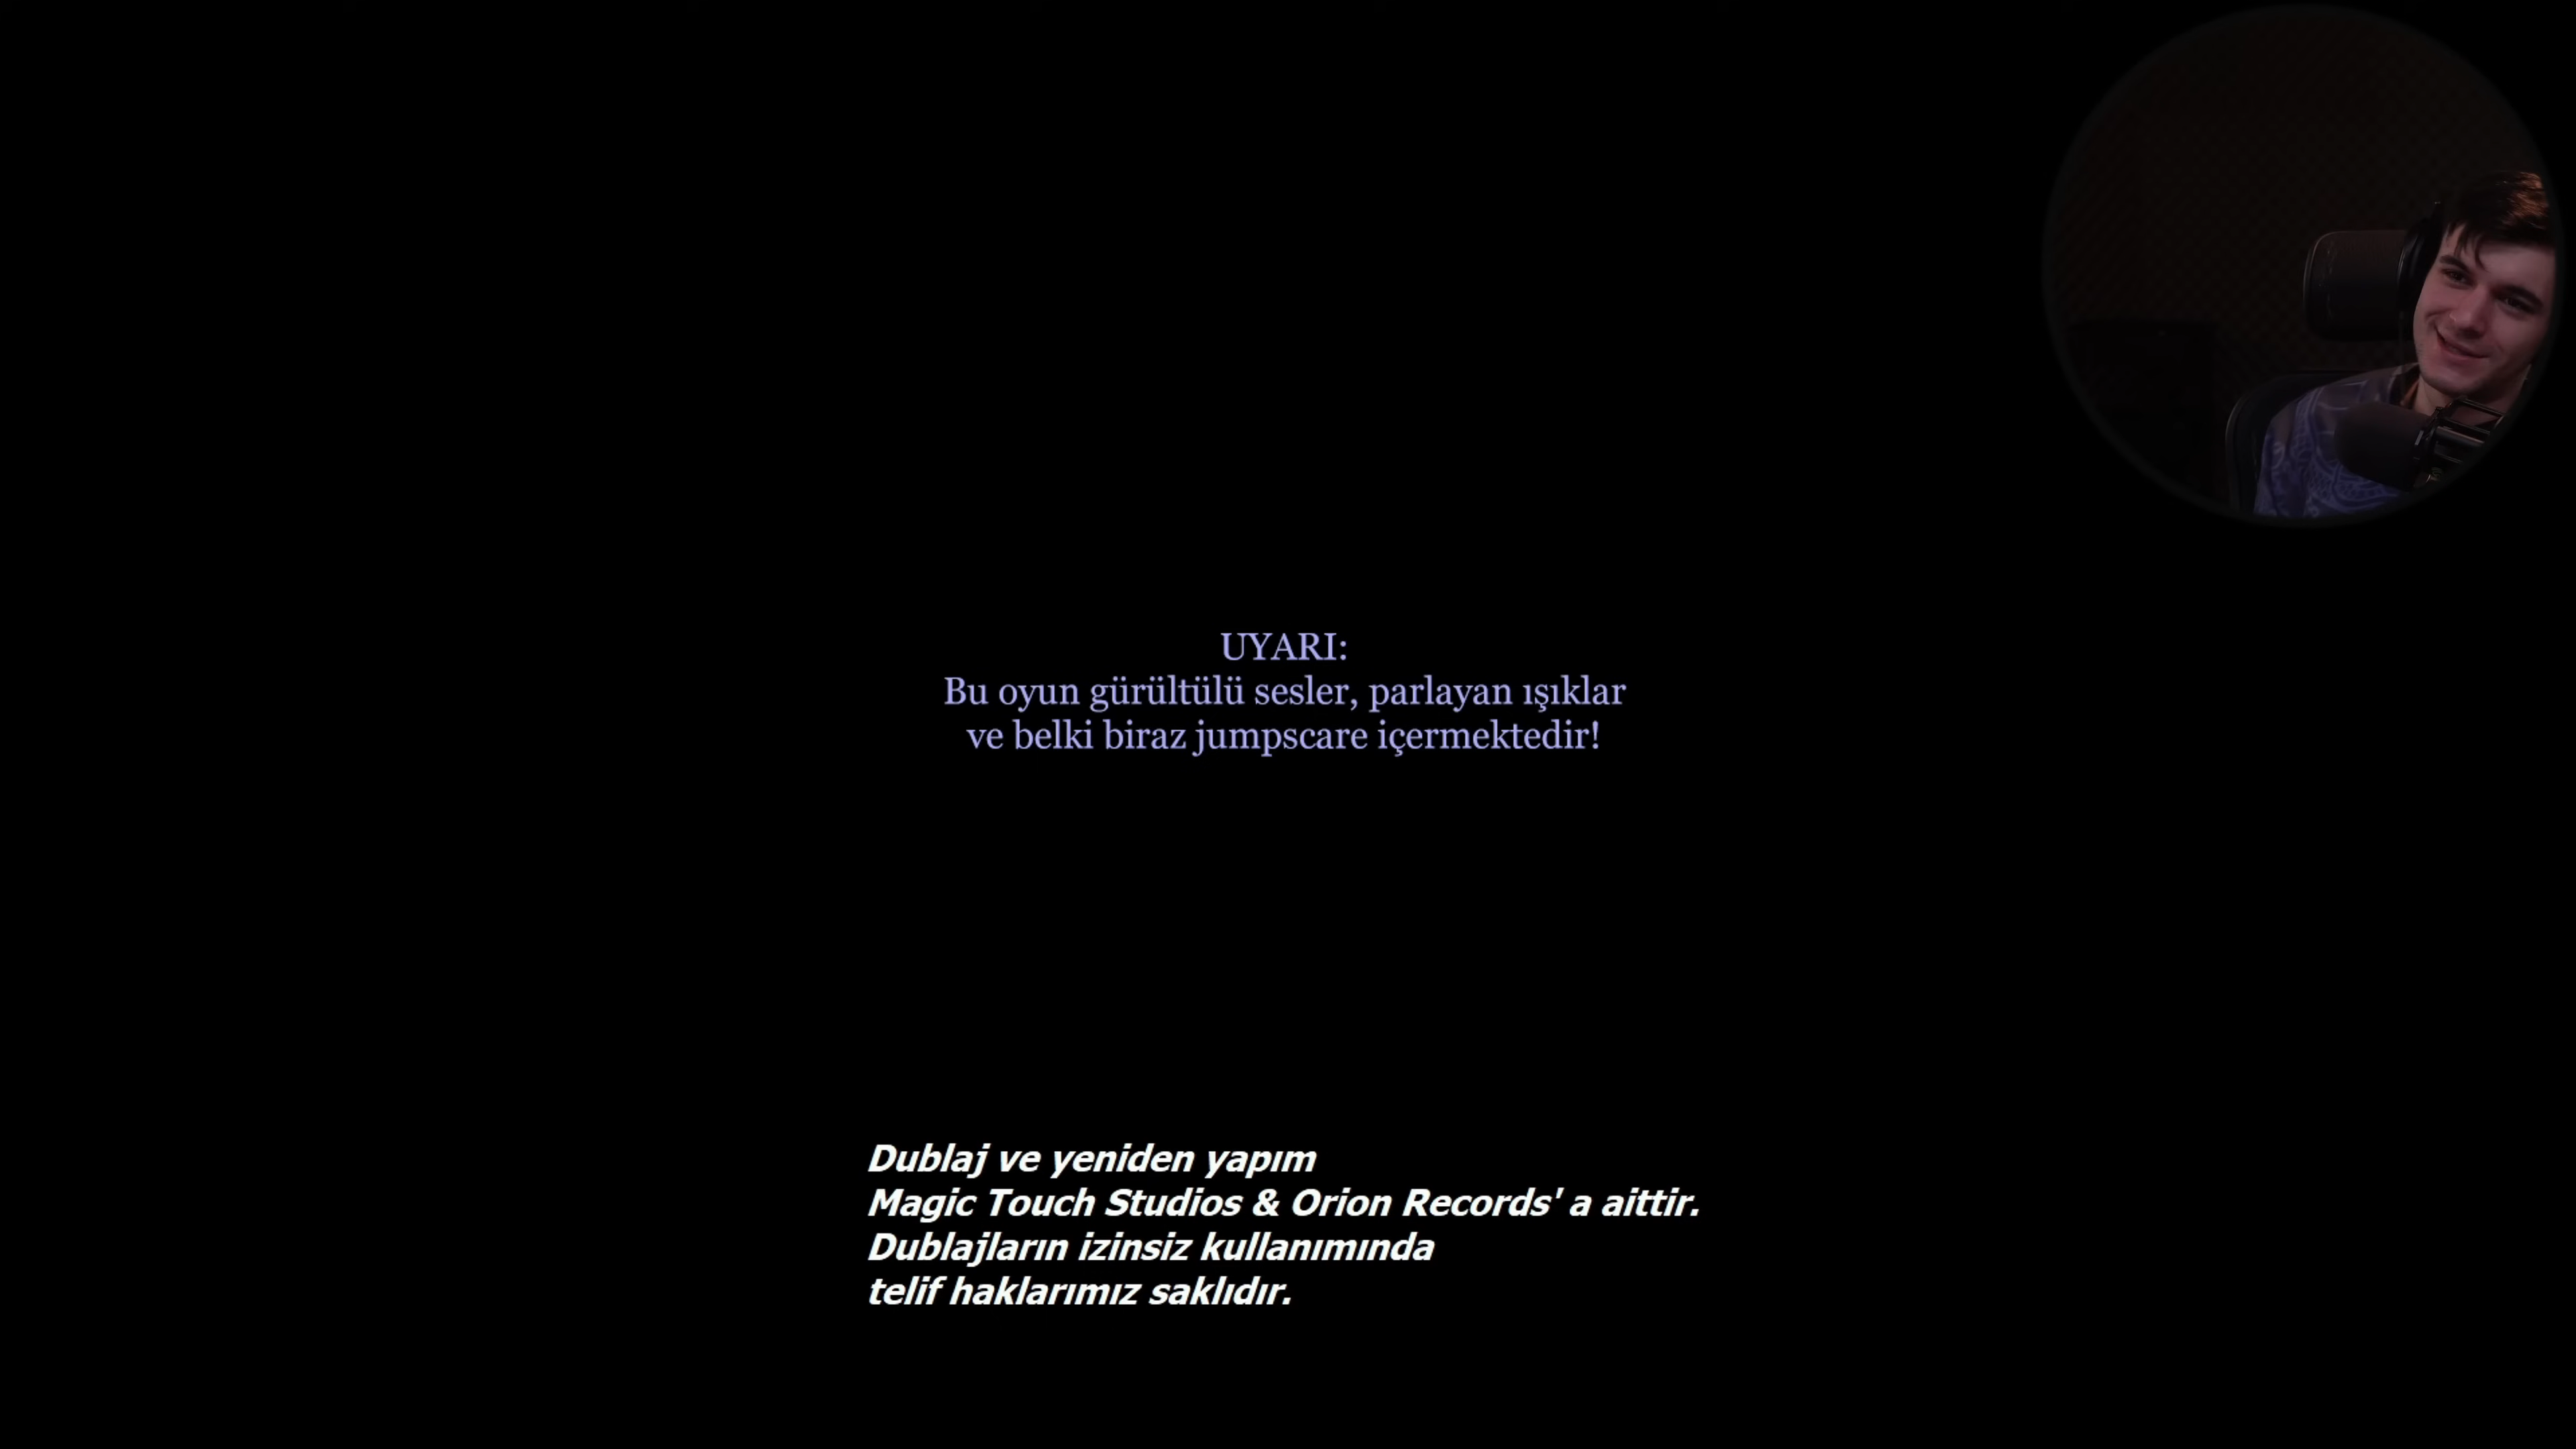 UYARI:
Bu oyun gürültülü sesler, parlayan ışıklar
ve belki biraz jumpscare içermektedir!
Dublaj ve yeniden yapım
Magic Touch Studios & Orion Records' a aittir.
Dublajların izinsiz kullanımında
telif haklarımız saklıdır.